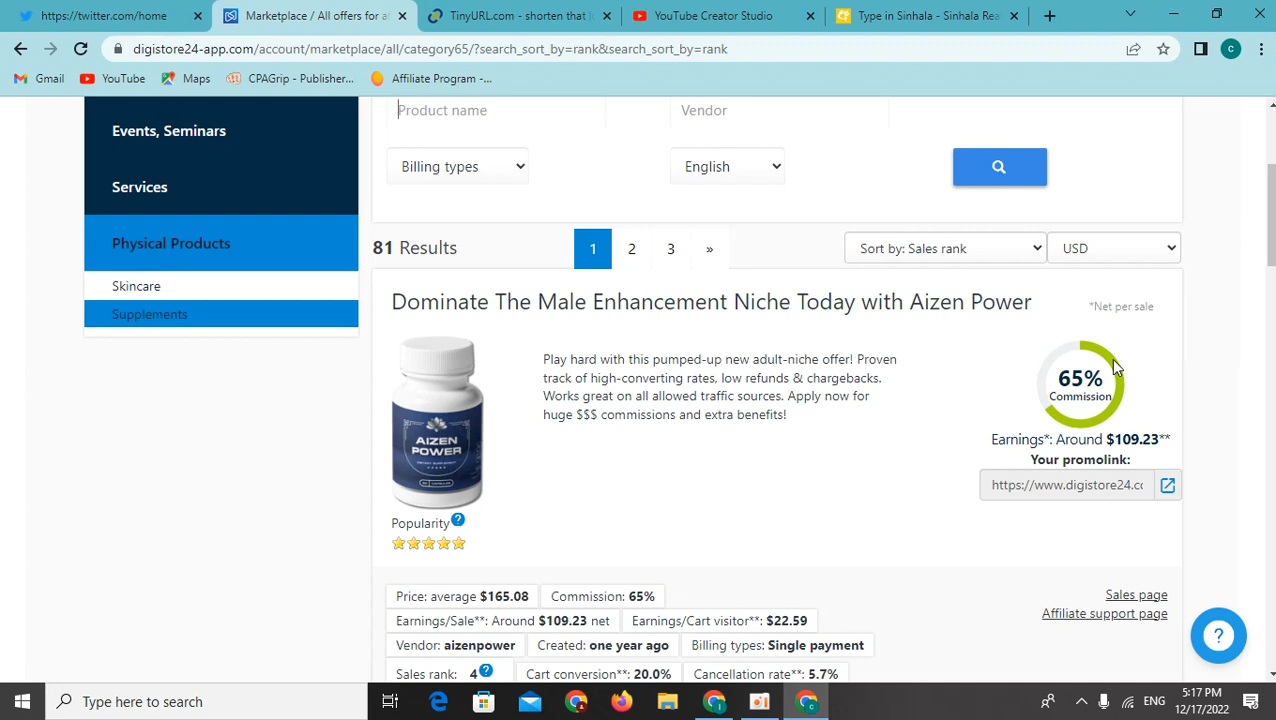 https://twitter.com/home
Marketplace / All offers for a
TinyURL.com - shorten that l
YouTube Creator Studio
Type in Sinhala - Sinhala Rea
digistore24-app.com/account/marketplace/all/category65/?search_sort_by=rank&search_sort_by=rank
C
Gmail
YouTube
Maps
CPAGrip - Publisher...
Affiliate Program -...
Events, Seminars
Services
Physical Products
Skincare
Supplements
Product name
Vendor
Billing types
English
81 Results
1
2
3
»
Sort by: Sales rank
USD
Dominate The Male Enhancement Niche Today with Aizen Power
*Net per sale
AIZEN
POWER
Play hard with this pumped-up new adult-niche offer! Proven
track of high-converting rates, low refunds & chargebacks.
Works great on all allowed traffic sources. Apply now for
huge $$$ commissions and extra benefits!
65%
Commission
Earnings*: Around $109.23**
Your promolink:
https://www.digistore24.cc
Popularity ?
Price: average $165.08
Commission: 65%
Earnings/Sale**: Around $109.23 net
Earnings/Cart visitor**: $22.59
Vendor: aizenpower
Created: one year ago
Billing types: Single payment
Sales rank: 4 ?
Cart conversion**: 20.0%
Cancellation rate**: 5.7%
Sales page
Affiliate support page
?
Type here to search
ENG
5:17 PM
12/17/2022